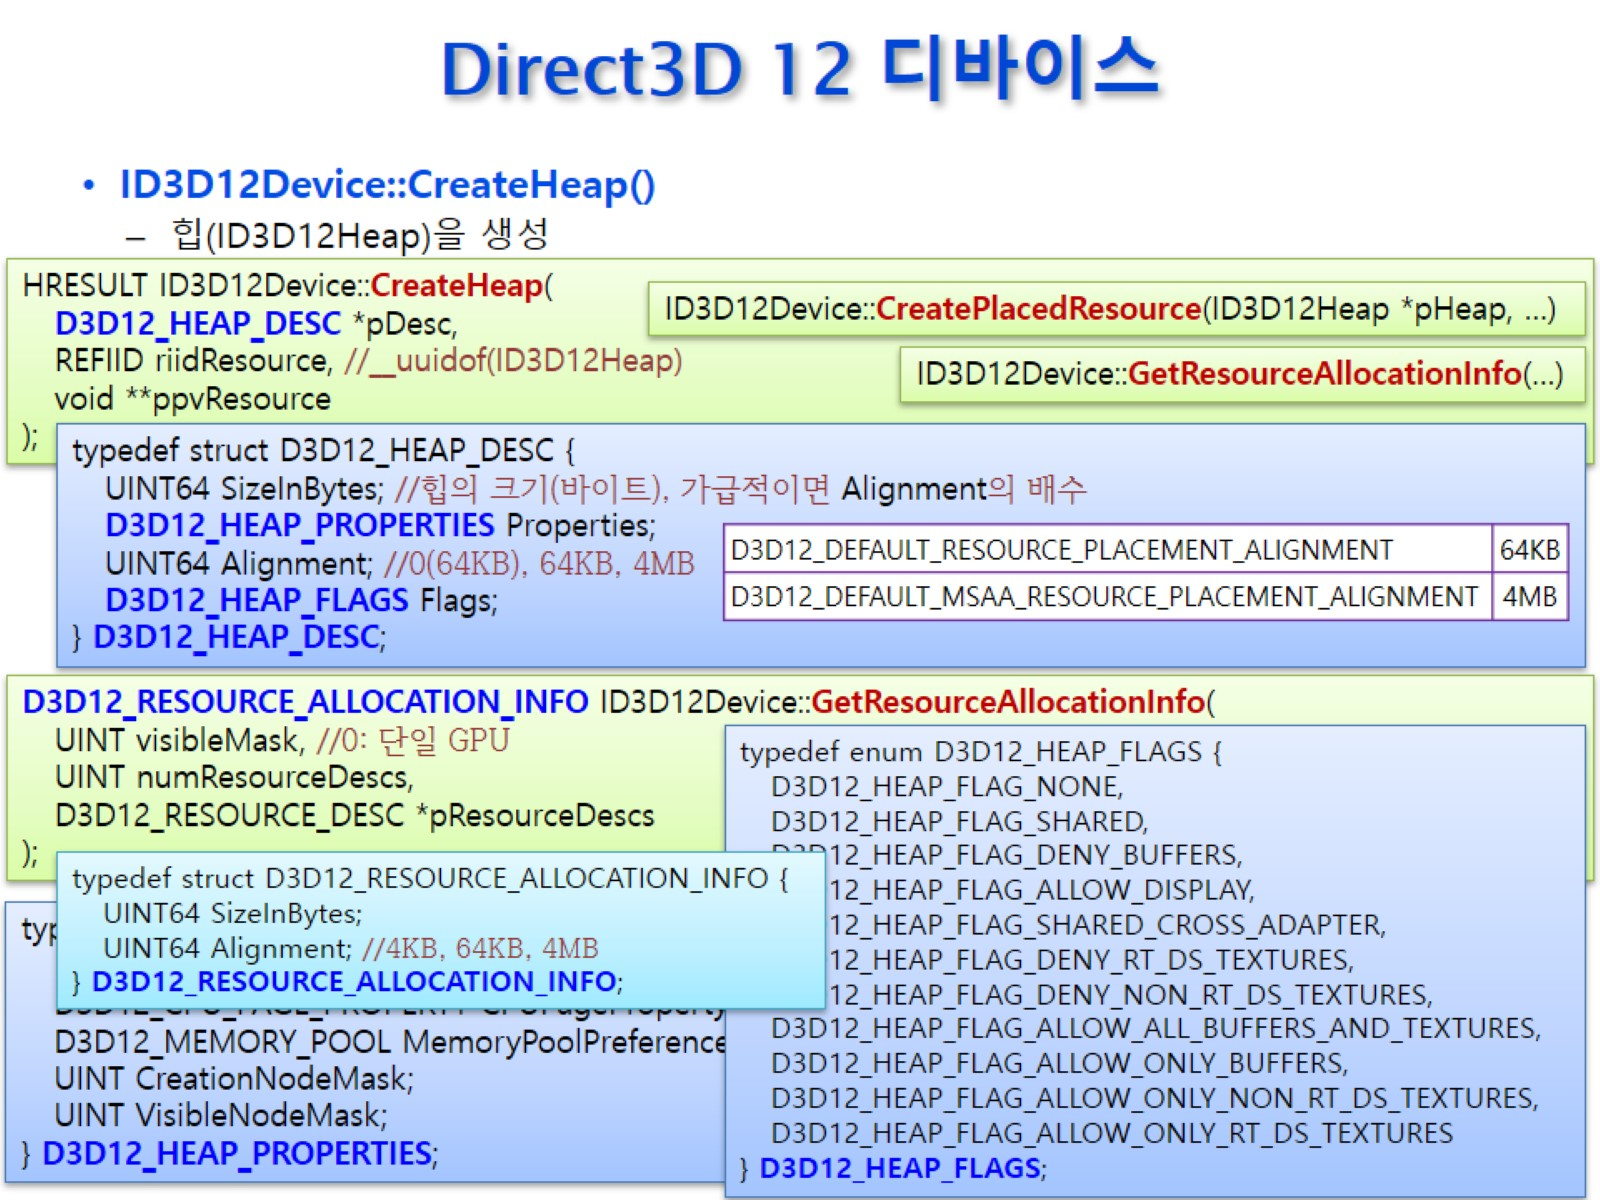 Direct3D 12 디바이스
• ID3D12Device::CreateHeap()
– 힙(ID3D12Heap)을 생성
HRESULT ID3D12Device::CreateHeap(
D3D12_HEAP_DESC *pDesc,
REFIID riidResource, //__uuidof(ID3D12Heap)
void **ppvResource
);
ID3D12Device::CreatePlacedResource(ID3D12Heap *pHeap, ...)
ID3D12Device::GetResourceAllocationInfo(...)
typedef struct D3D12_HEAP_DESC {
UINT64 SizeInBytes; //힙의 크기(바이트), 가급적이면 Alignment의 배수
D3D12_HEAP_PROPERTIES Properties;
UINT64 Alignment; //0(64KB), 64KB, 4MB
D3D12_HEAP_FLAGS Flags;
} D3D12_HEAP_DESC;
D3D12_DEFAULT_RESOURCE_PLACEMENT_ALIGNMENT 64KB
D3D12_DEFAULT_MSAA_RESOURCE_PLACEMENT_ALIGNMENT 4MB
D3D12_RESOURCE_ALLOCATION_INFO ID3D12Device::GetResourceAllocationInfo(
UINT visibleMask, //0: 단일 GPU
UINT numResourceDescs,
D3D12_RESOURCE_DESC *pResourceDescs
);
typedef struct D3D12_RESOURCE_ALLOCATION_INFO {
UINT64 SizeInBytes;
UINT64 Alignment; //4KB, 64KB, 4MB
} D3D12_RESOURCE_ALLOCATION_INFO;
D3D12_MEMORY_POOL MemoryPoolPreference
UINT CreationNodeMask;
UINT VisibleNodeMask;
} D3D12_HEAP_PROPERTIES;
typedef enum D3D12_HEAP_FLAGS {
D3D12_HEAP_FLAG_NONE,
D3D12_HEAP_FLAG_SHARED,
12_HEAP_FLAG_DENY_BUFFERS,
12_HEAP_FLAG_ALLOW_DISPLAY,
12_HEAP_FLAG_SHARED_CROSS_ADAPTER,
12_HEAP_FLAG_DENY_RT_DS_TEXTURES,
12_HEAP_FLAG_DENY_NON_RT_DS_TEXTURES,
D3D12_HEAP_FLAG_ALLOW_ALL_BUFFERS_AND_TEXTURES,
D3D12_HEAP_FLAG_ALLOW_ONLY_BUFFERS,
D3D12_HEAP_FLAG_ALLOW_ONLY_NON_RT_DS_TEXTURES,
D3D12_HEAP_FLAG_ALLOW_ONLY_RT_DS_TEXTURES
} D3D12_HEAP_FLAGS;